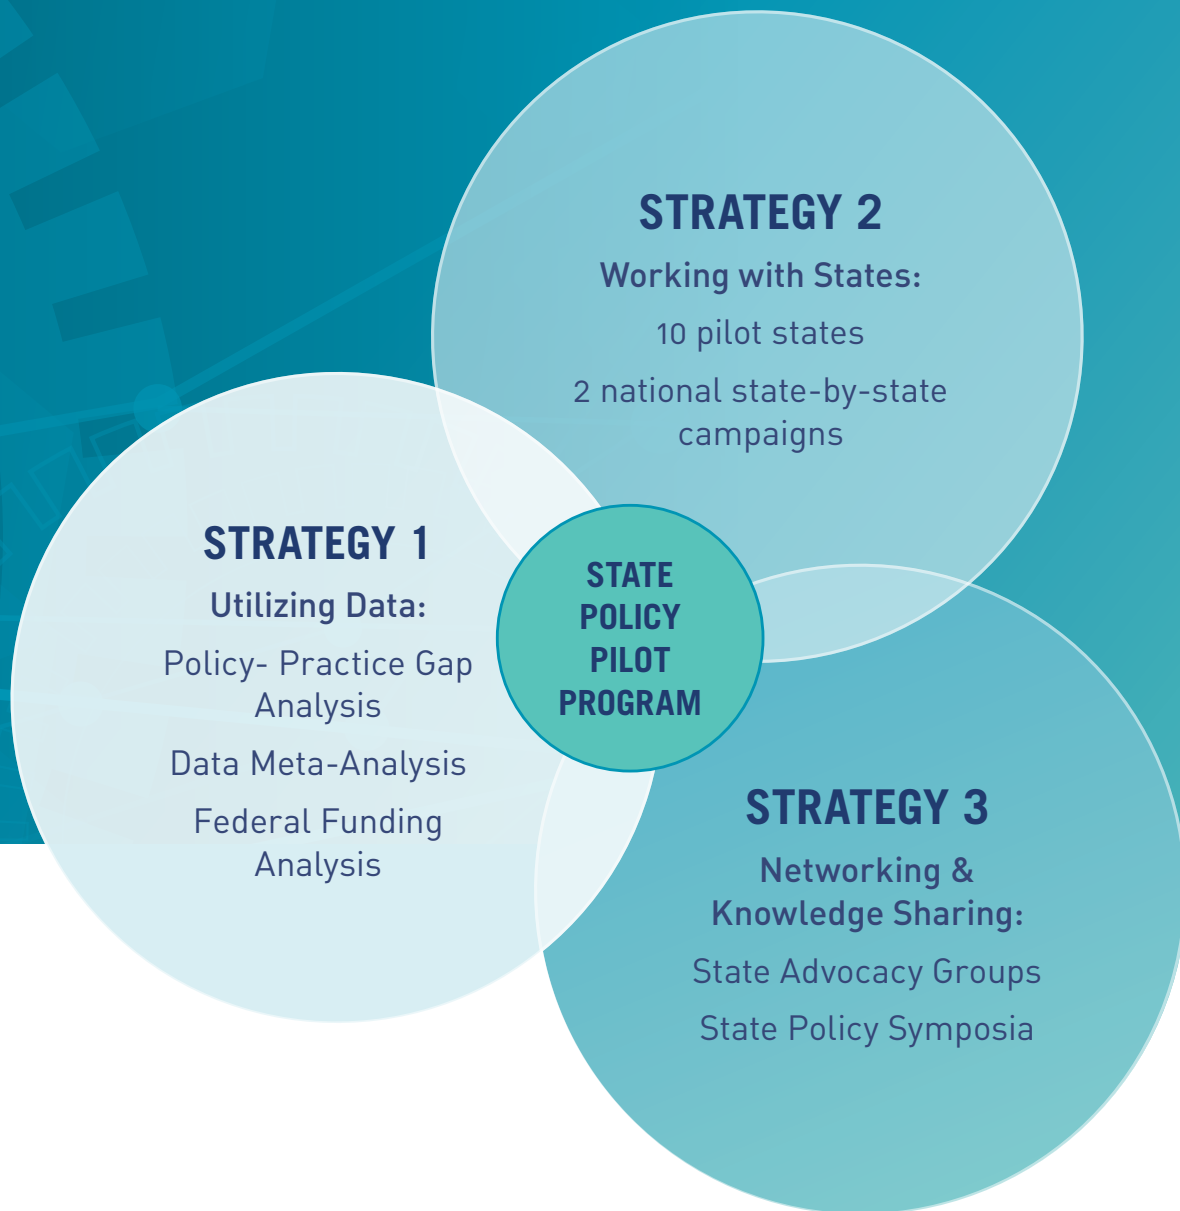 STRATEGY 2
Working with States:
10 pilot states
2 national state-by-state
campaigns
STRATEGY 1
Utilizing Data:
Policy- Practice Gap
Analysis
Data Meta-Analysis
Federal Funding
Analysis
STATE
POLICY
PILOT
PROGRAM
STRATEGY 3
Networking &
Knowledge Sharing:
State Advocacy Groups
State Policy Symposia